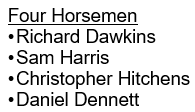 Four Horsemen
•Richard Dawkins
•Sam Harris
•Christopher Hitchens
•Daniel Dennett